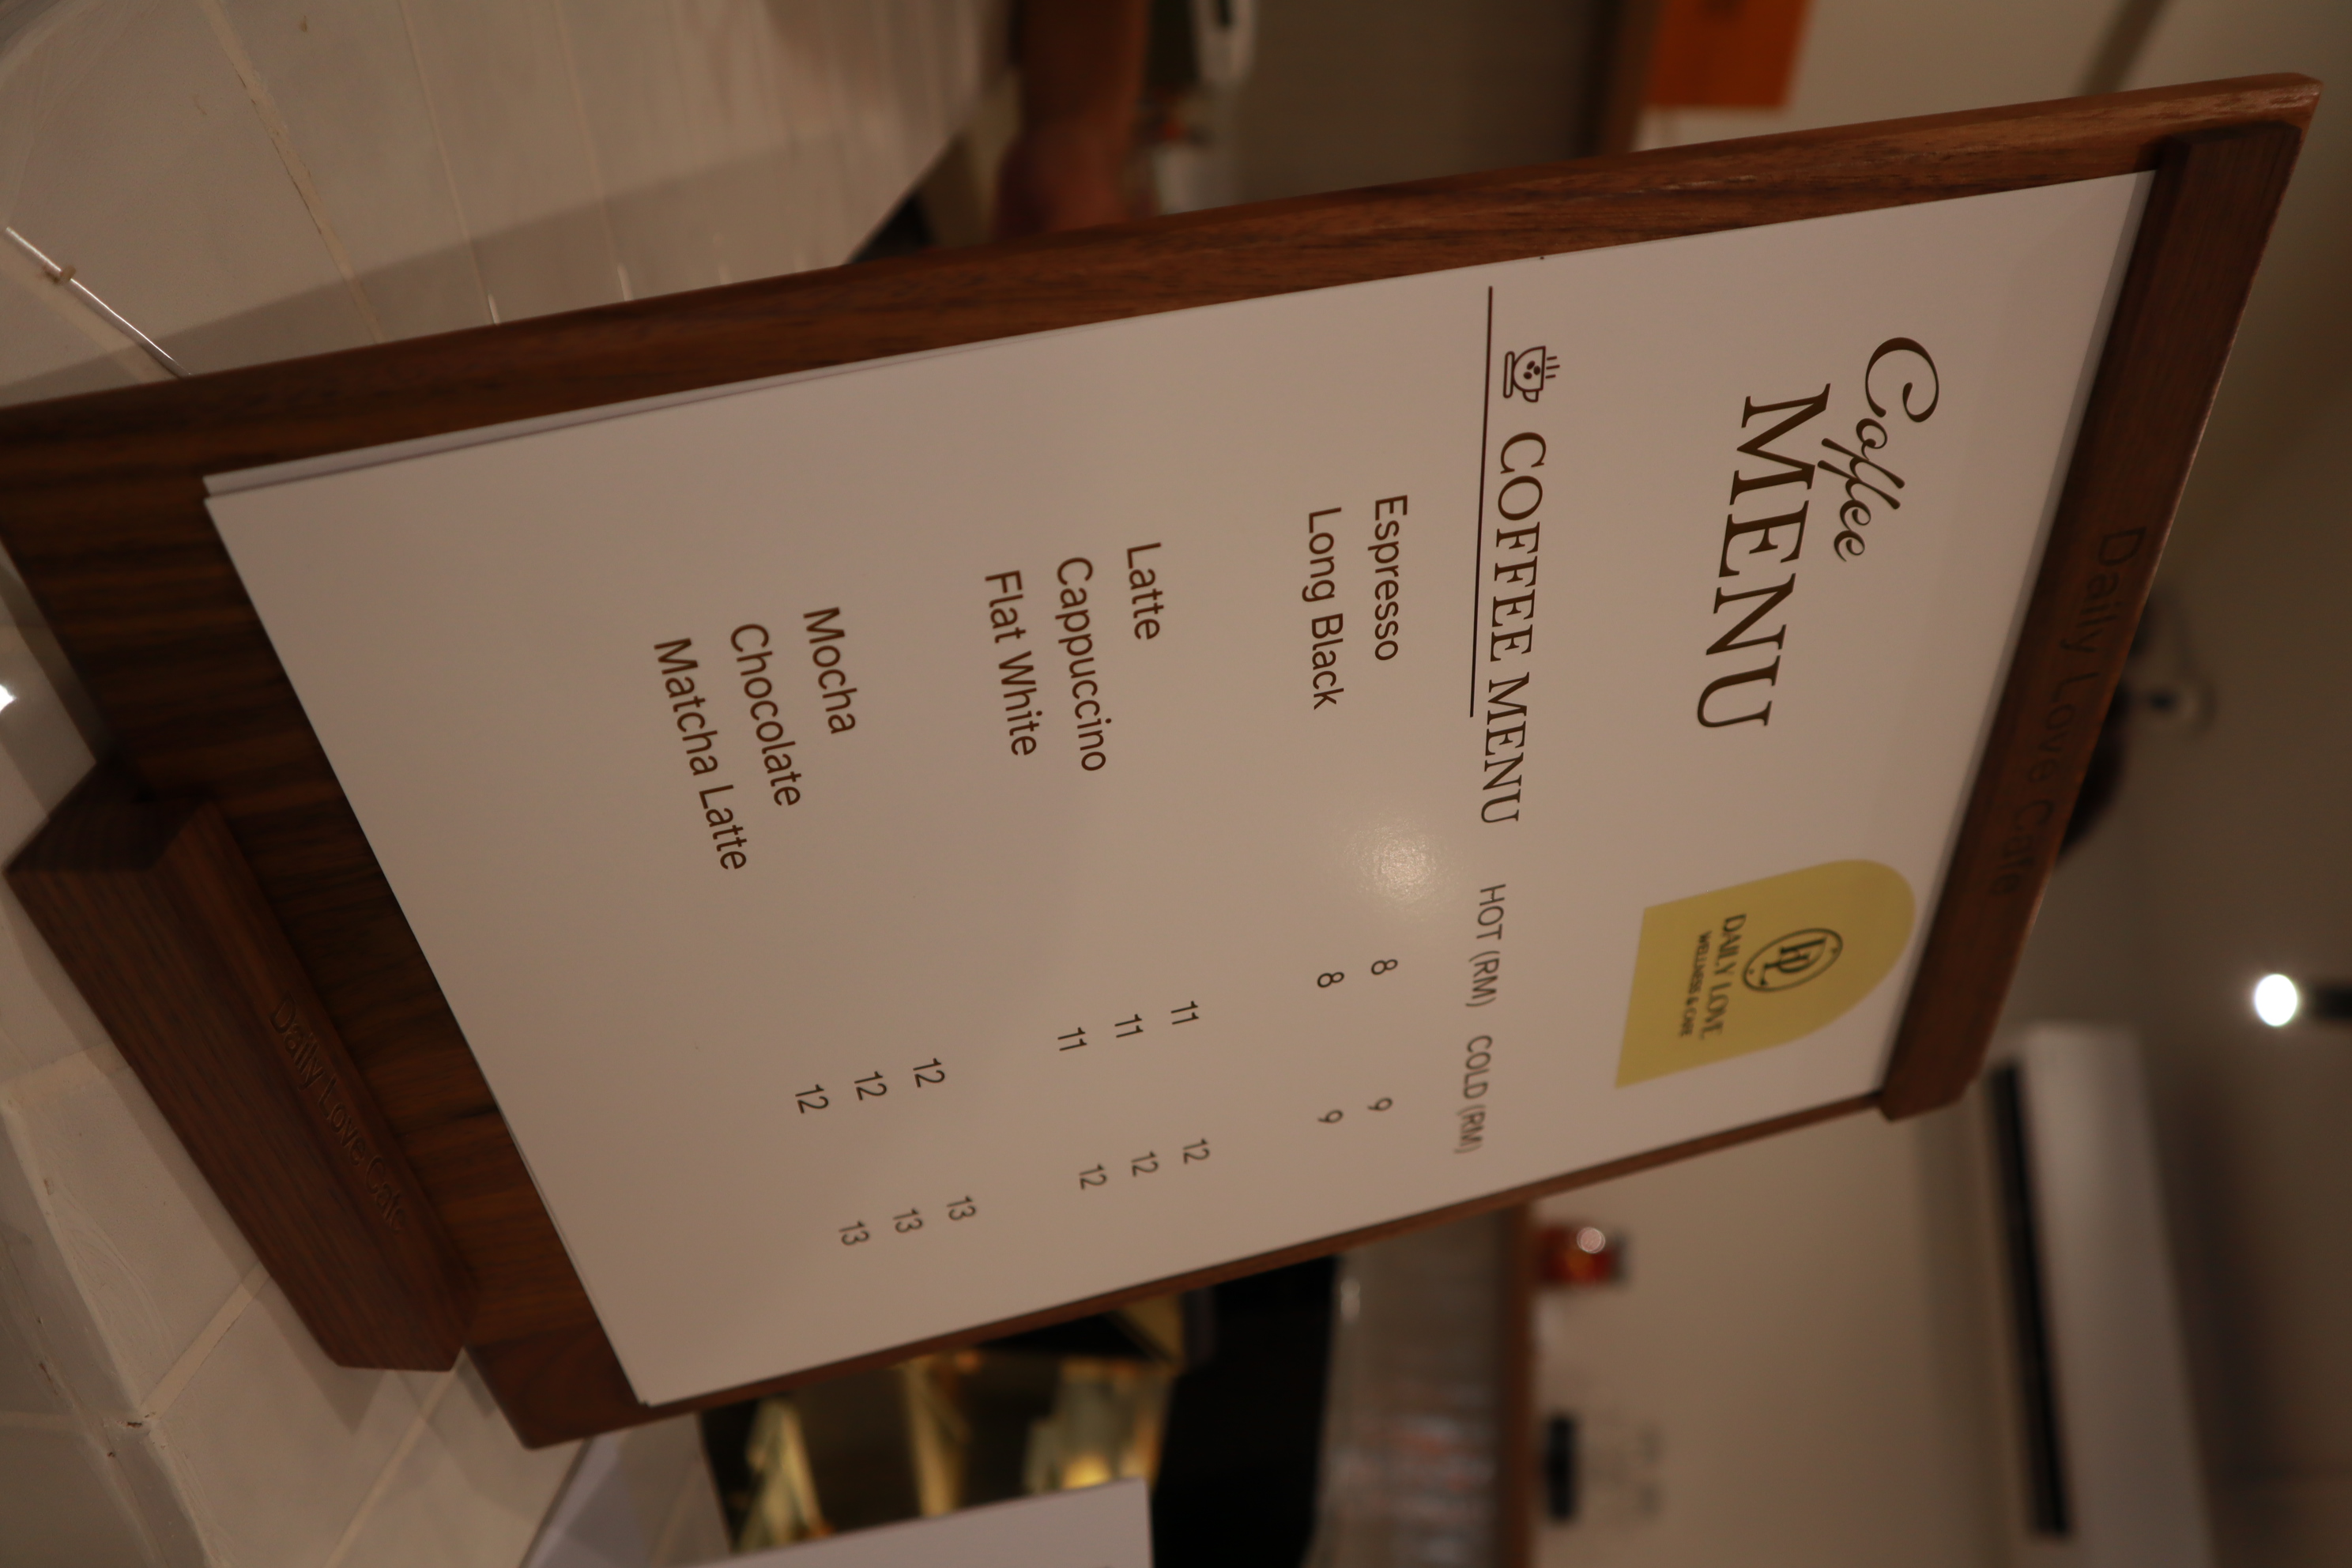 Daily Love Cafe
Coffee
MENU
DL
DAILY LOVE
WELLNESS & CARE
COFFEE MENU HOT (RM) COLD (RM)
Espresso 8 9
Long Black 8 9
Latte 11 12
Cappuccino 11 12
Flat White 11 12
Mocha 12 13
Chocolate 12 13
Matcha Latte 12 13
Daily Love Cafe